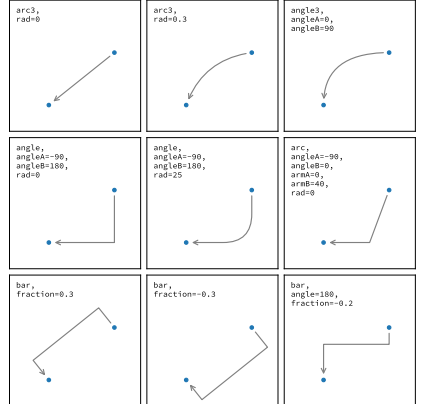 arc3,
rad=0
arc3,
rad=0.3
angle3,
angleA=0,
angleB=90
angle,
angleA=-90,
angleB=180,
rad=0
angle,
angleA=-90,
angleB=180,
rad=25
arc,
angleA=-90,
angleB=0,
armA=0,
armB=40,
rad=0
bar,
fraction=0.3
bar,
fraction=-0.3
bar,
angle=180,
fraction=-0.2